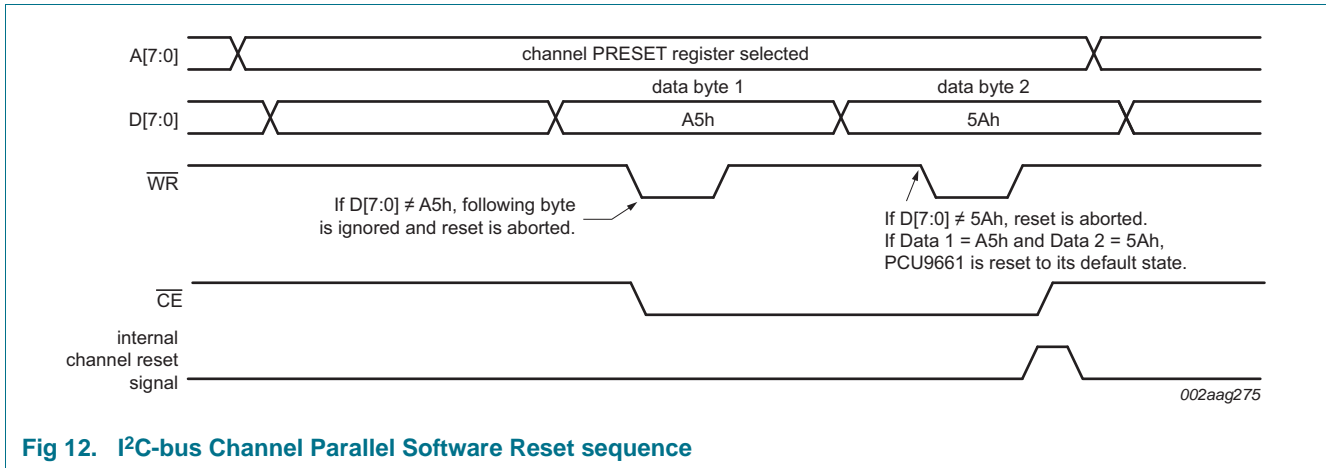 A[7:0]
channel PRESET register selected
data byte 1
data byte 2
D[7:0]
A5h
5Ah
WR
If D[7:0] ≠ A5h, following byte
is ignored and reset is aborted.
If D[7:0] ≠ 5Ah, reset is aborted.
If Data 1 = A5h and Data 2 = 5Ah,
PCU9661 is reset to its default state.
CE
internal
channel reset
signal
002aag275
Fig 12. I²C-bus Channel Parallel Software Reset sequence